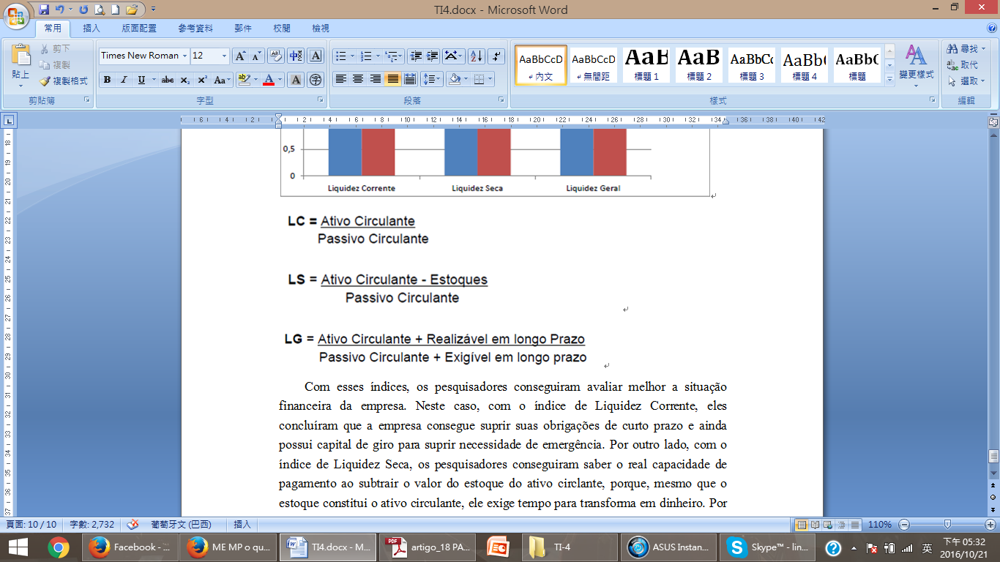 TI4.docx - Microsoft Word
常用 插入 版面配置 參考資料 郵件 校閱 檢視
貼上 剪下 複製 複製格式 剪貼簿
Times New Roman 12 字型
段落
AaBbCcD AaBbCcD AaB AaB AaBbCc AaBbC AaBbC
內文 無間距 標題 1 標題 2 標題 3 標題 4 標題
變更樣式 樣式
尋找 取代 選取 編輯
0,5
0
Liquidez Corrente Liquidez Seca Liquidez Geral
LC = Ativo Circulante
Passivo Circulante
LS = Ativo Circulante - Estoques
Passivo Circulante
LG = Ativo Circulante + Realizável em longo Prazo
Passivo Circulante + Exigível em longo prazo
Com esses índices, os pesquisadores conseguiram avaliar melhor a situação
financeira da empresa. Neste caso, com o índice de Liquidez Corrente, eles
concluíram que a empresa consegue suprir suas obrigações de curto prazo e ainda
possui capital de giro para suprir necessidade de emergência. Por outro lado, com o
índice de Liquidez Seca, os pesquisadores conseguiram saber o real capacidade de
pagamento ao subtrair o valor do estoque do ativo circlante, porque, mesmo que o
estoque constitui o ativo circulante, ele exige tempo para transforma em dinheiro. Por
頁面: 10 / 10 字數: 2,732 葡萄牙文 (巴西) 插入 110%
Facebook - ... ME MP o qu... TI4.docx - M... artigo_18 PA... TI-4 ASUS Instan... Skype™ - lin... 英 下午 05:32
2016/10/21